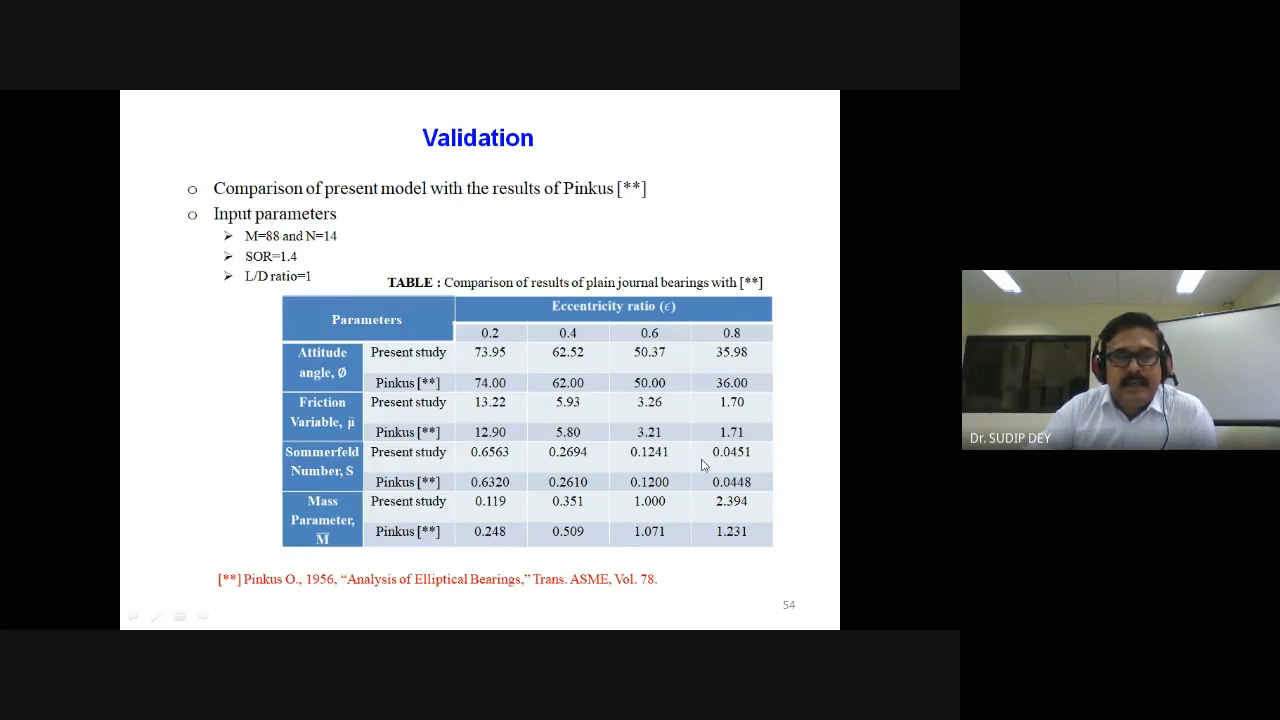 Validation
o Comparison of present model with the results of Pinkus [**]
o Input parameters
➢ M=88 and N=14
➢ SOR=1.4
➢ L/D ratio=1
TABLE : Comparison of results of plain journal bearings with [**]
Parameters Eccentricity ratio (ϵ)
0.2 0.4 0.6 0.8
Attitude angle, Ø Present study 73.95 62.52 50.37 35.98
Pinkus [**] 74.00 62.00 50.00 36.00
Friction Variable, μ̄ Present study 13.22 5.93 3.26 1.70
Pinkus [**] 12.90 5.80 3.21 1.71
Sommerfeld Number, S Present study 0.6563 0.2694 0.1241 0.0451
Pinkus [**] 0.6320 0.2610 0.1200 0.0448
Mass Parameter, M̄ Present study 0.119 0.351 1.000 2.394
Pinkus [**] 0.248 0.509 1.071 1.231
[**] Pinkus O., 1956, “Analysis of Elliptical Bearings,” Trans. ASME, Vol. 78.
54
Dr. SUDIP DEY